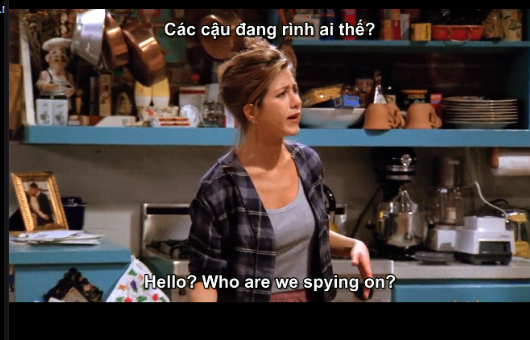 Các cậu đang rình ai thế?
Hello? Who are we spying on?